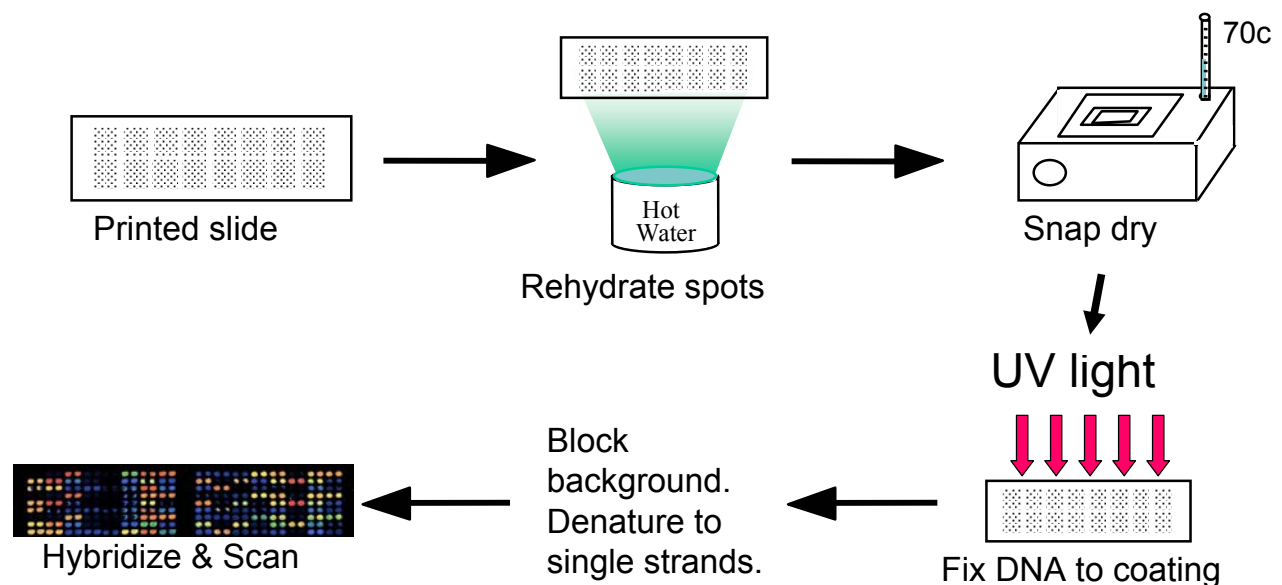 Printed slide
Hot
Water
Rehydrate spots
70c
Snap dry
UV light
Fix DNA to coating
Block
background.
Denature to
single strands.
Hybridize & Scan